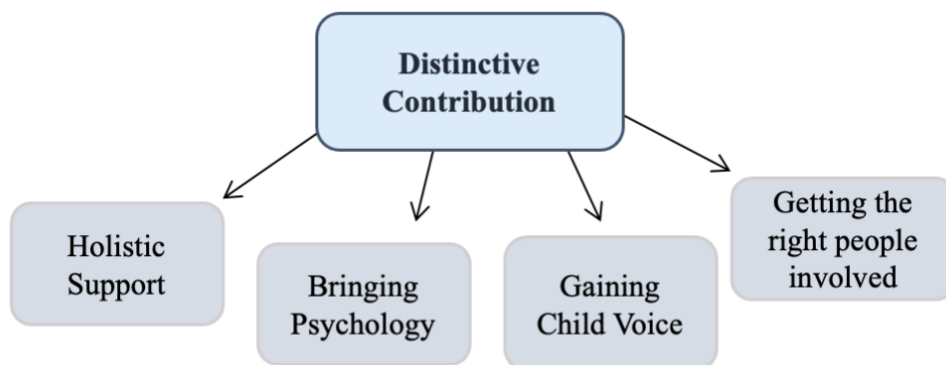 Distinctive
Contribution
Holistic
Support
Bringing
Psychology
Gaining
Child Voice
Getting the
right people
involved